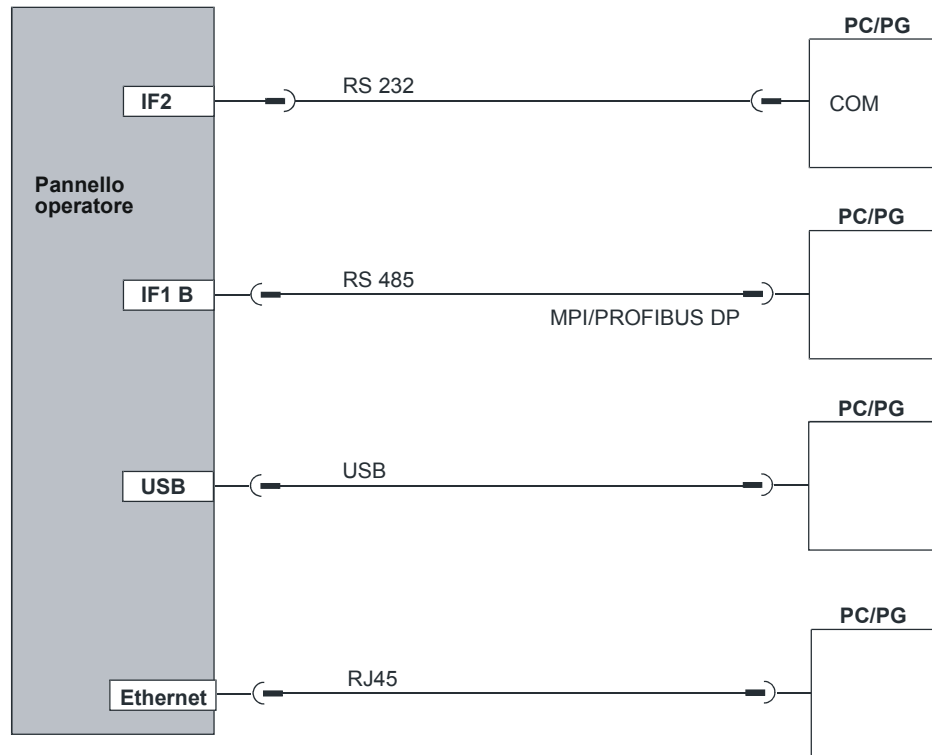 PC/PG
IF2
RS 232
COM
Pannello
operatore
PC/PG
IF1 B
RS 485
MPI/PROFIBUS DP
PC/PG
USB
USB
PC/PG
Ethernet
RJ45